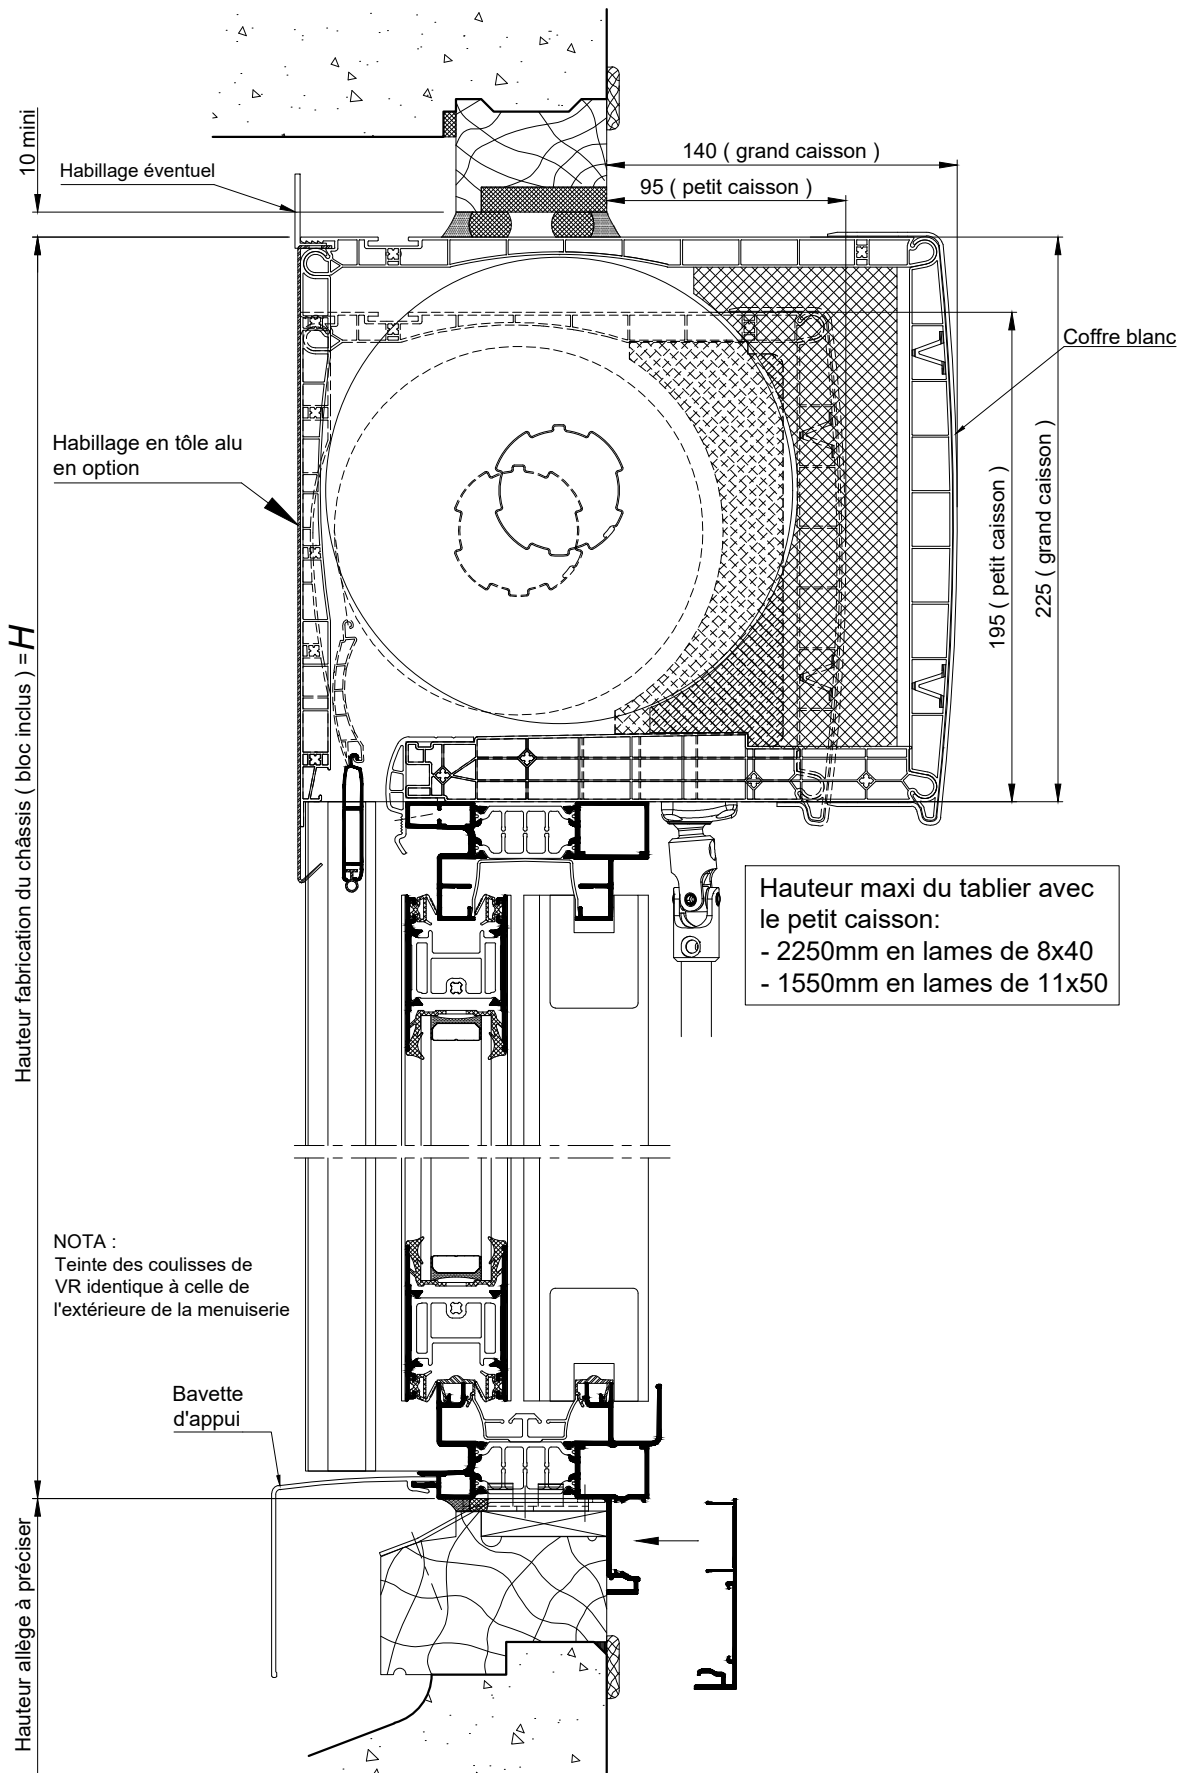 10 mini
Habillage éventuel
140 ( grand caisson )
95 ( petit caisson )
Coffre blanc
Habillage en tôle alu
en option
195 ( petit caisson )
225 ( grand caisson )
Hauteur fabrication du châssis ( bloc inclus ) = H
Hauteur maxi du tablier avec
le petit caisson:
- 2250mm en lames de 8x40
- 1550mm en lames de 11x50
NOTA :
Teinte des coulisses de
VR identique à celle de
l'extérieure de la menuiserie
Bavette
d'appui
Hauteur allège à préciser